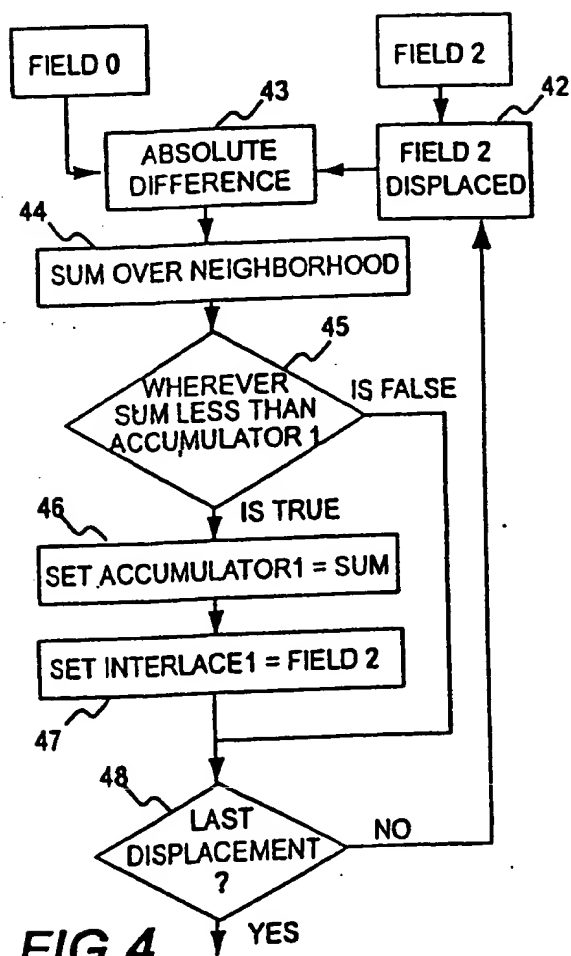 FIELD 0
FIELD 2
43
42
ABSOLUTE
DIFFERENCE
FIELD 2
DISPLACED
44
SUM OVER NEIGHBORHOOD
45
WHEREVER
SUM LESS THAN
ACCUMULATOR 1
IS FALSE
46
IS TRUE
SET ACCUMULATOR1 = SUM
SET INTERLACE1 = FIELD 2
47
48
LAST
DISPLACEMENT
?
NO
YES
FIG 4